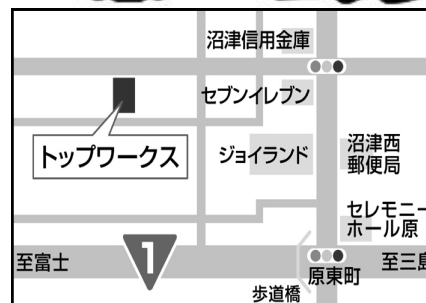 沼津信用金庫
セブンイレブン
トップワークス
ジョイランド
沼津西
郵便局
セレモニー
ホール原
至富士
1
原東町
至三島
歩道橋